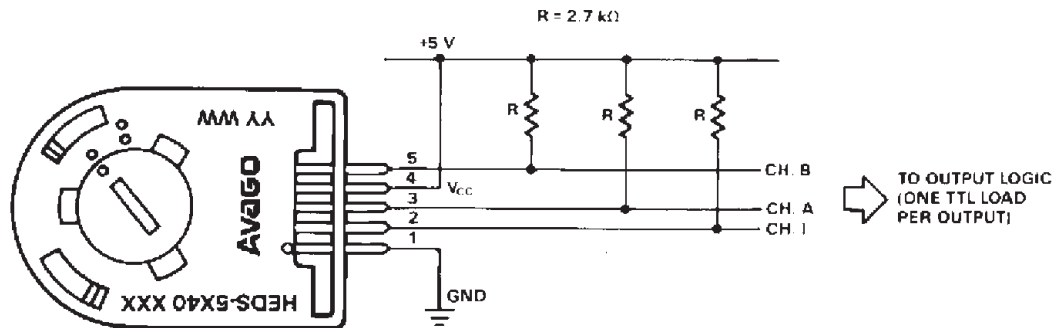 R = 2.7 kΩ
+5 V
R
R
R
YY WW
AVAGO
HEDS-5X40 XXX
5
4
VCC
3
2
1
GND
CH. B
CH. A
CH. I
TO OUTPUT LOGIC
(ONE TTL LOAD
PER OUTPUT)